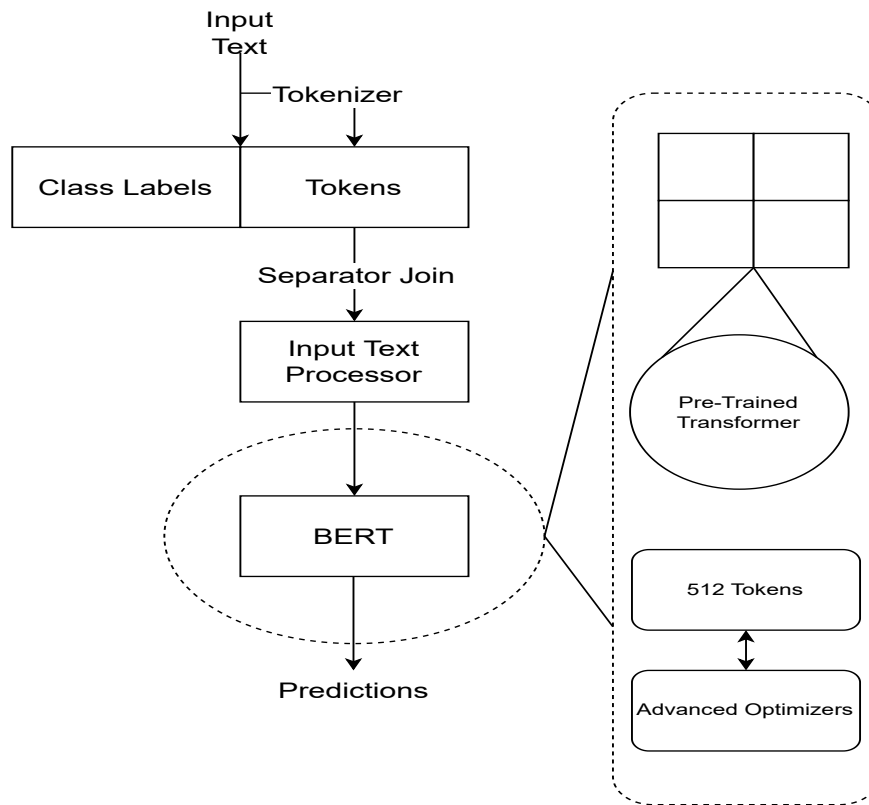 Input
Text
Tokenizer
Class Labels
Tokens
Separator Join
Input Text
Processor
BERT
Predictions
Pre-Trained
Transformer
512 Tokens
Advanced Optimizers